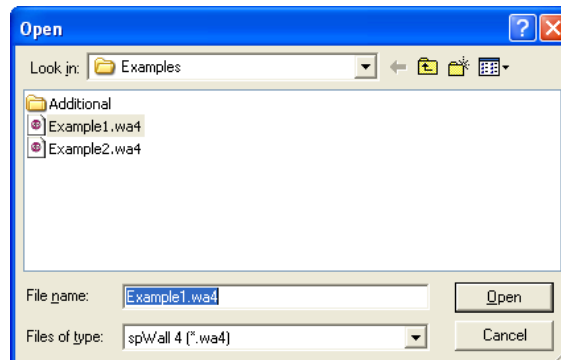 Open
Look in: Examples
Additional
Example1.wa4
Example2.wa4
File name: Example1.wa4 Open
Files of type: spWall 4 (*.wa4) Cancel